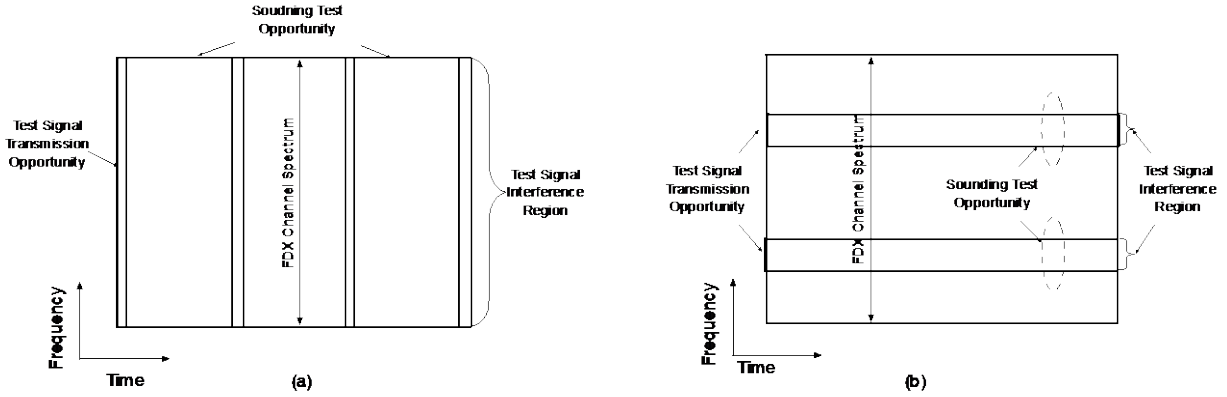 Soudning Test
Opportunity
Test Signal
Transmission
Opportunity
FDX Channel Spectrum
Test Signal
Interference
Region
Frequency
Time
(a)
Test Signal
Transmission
Opportunity
FDX Channel Spectrum
Sounding Test
Opportunity
Test Signal
Interference
Region
Frequency
Time
(b)